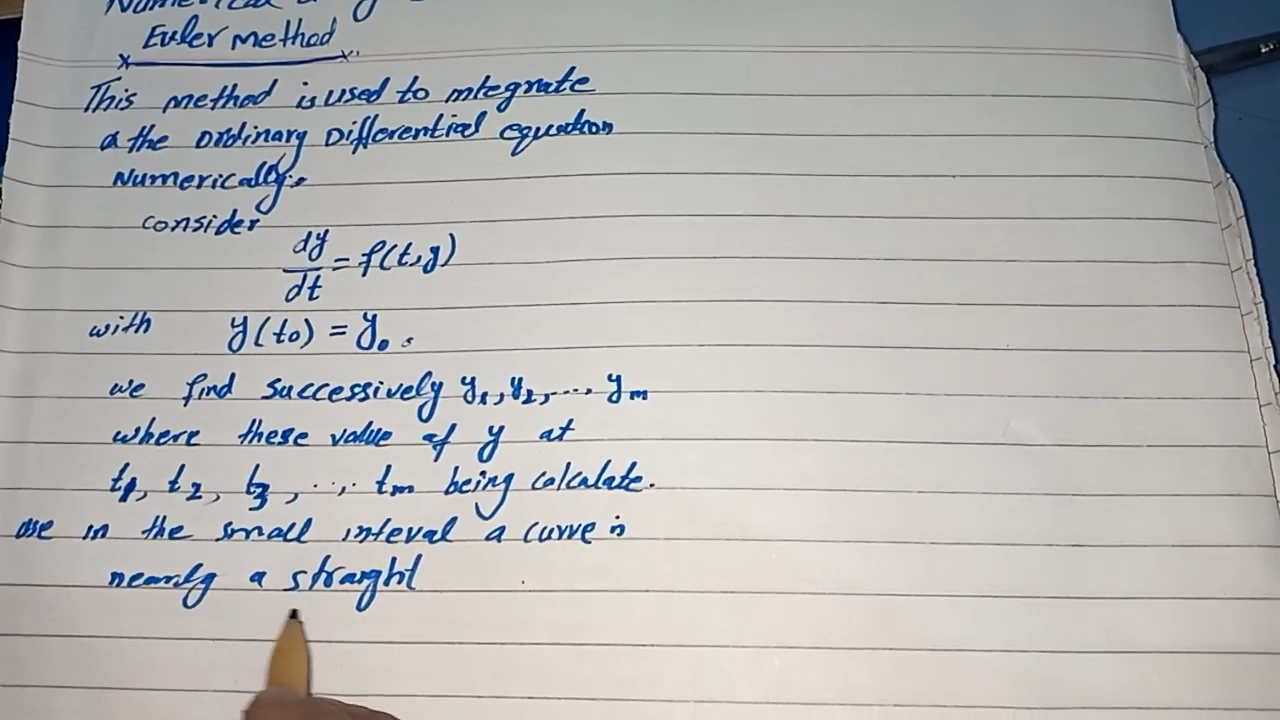 Euler method
This method is used to integrate
a the ordinary Differential equation
Numerically.
consider
dy/dt = f(t,y)
with y(t0) = y0.
we find successively y1, y2, ... ym
where these value of y at
t1, t2, t3, ..., tm being calculate.
use in the small inteval a curve is
nearly a straight